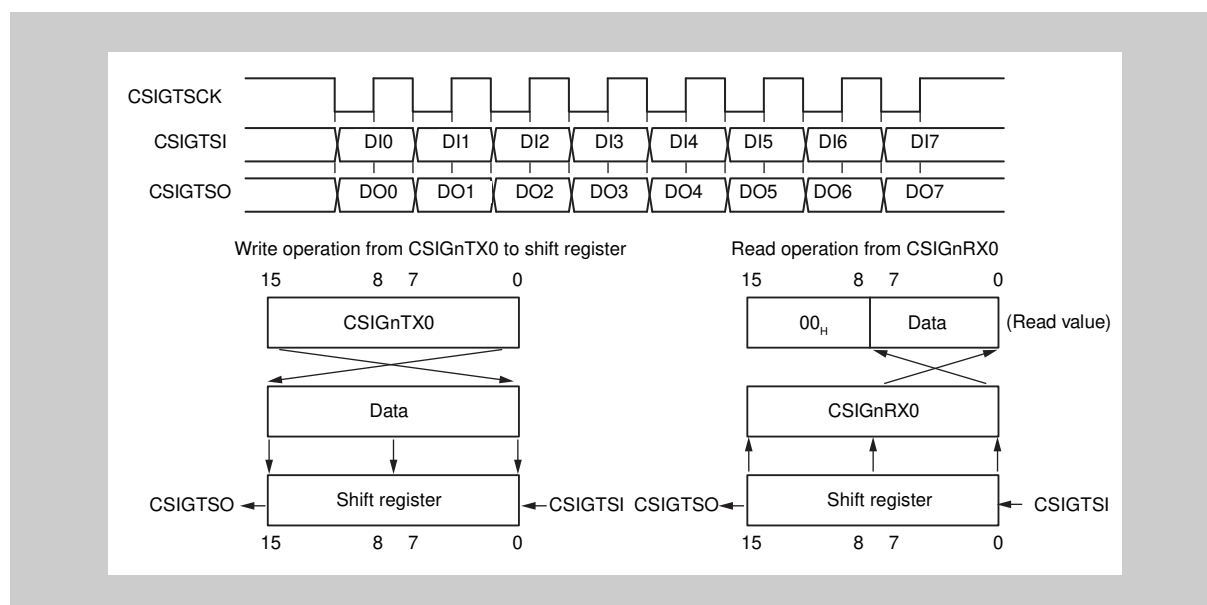 CSIGTSCK
CSIGTSI DI0 DI1 DI2 DI3 DI4 DI5 DI6 DI7
CSIGTSO DO0 DO1 DO2 DO3 DO4 DO5 DO6 DO7
Write operation from CSIGnTX0 to shift register
15 8 7 0
CSIGnTX0
Data
CSIGTSO Shift register CSIGTSI
15 8 7 0
Read operation from CSIGnRX0
15 8 7 0
00H Data (Read value)
CSIGnRX0
CSIGTSO Shift register CSIGTSI
15 8 7 0